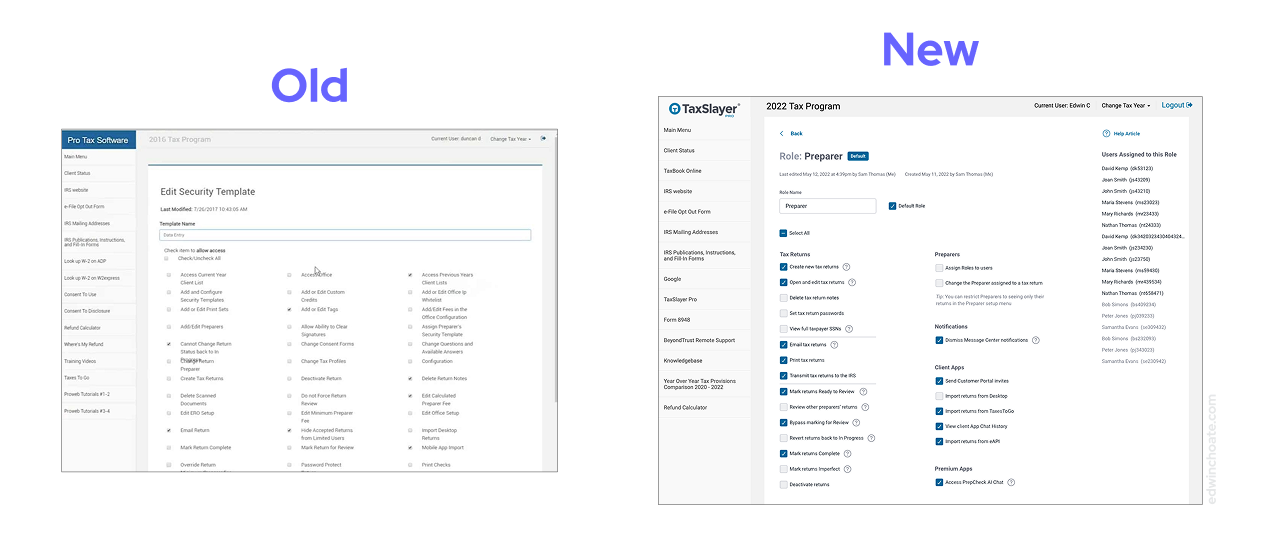 Old
Pro Tax Software
2016 Tax Program
Current User: duncan d
Change Tax Year
Main Menu
Client Status
IRS website
e-File Opt Out Form
IRS Mailing Addresses
IRS Publications, Instructions,
and Fill-In Forms
Look up W-2 on ADP
Look up W-2 on W2express
Consent To Use
Consent To Disclosure
Refund Calculator
Where's My Refund
Training Videos
Taxes To Go
Proweb Tutorials #1-2
Proweb Tutorials #3-4
Edit Security Template
Last Modified: 7/26/2017 10:43:05 AM
Template Name
Data Entry
Check item to allow access
Check/Uncheck All
Access Current Year
Client List
Access Office
Access Previous Years
Client Lists
Add and Configure
Security Templates
Add or Edit Custom
Credits
Add or Edit Office Ip
Whitelist
Add or Edit Print Sets
Add or Edit Tags
Add/Edit Fees in the
Office Configuration
Add/Edit Preparers
Allow Ability to Clear
Signatures
Assign Preparer's
Security Template
Cannot Change Return
Status back to In
Progress
Change Consent Forms
Change Questions and
Available Answers
Change Return
Preparer
Change Tax Profiles
Configuration
Create Tax Returns
Deactivate Return
Delete Return Notes
Delete Scanned
Documents
Do not Force Return
Review
Edit Calculated
Preparer Fee
Edit ERO Setup
Edit Minimum Preparer
Fee
Edit Office Setup
Email Return
Hide Accepted Returns
from Limited Users
Import Desktop
Returns
Mark Return Complete
Mark Return for Review
Mobile App Import
Override Return
Password Protect
Print Checks
New
TaxSlayer
PRO
2022 Tax Program
Current User: Edwin C
Change Tax Year
Logout
Main Menu
Client Status
TaxBook Online
IRS website
e-File Opt Out Form
IRS Mailing Addresses
IRS Publications, Instructions,
and Fill-In Forms
Google
TaxSlayer Pro
Form 8948
BeyondTrust Remote Support
Knowledgebase
Year Over Year Tax Provisions
Comparison 2020 - 2022
Refund Calculator
Back
Help Article
Role: Preparer
Default
Last edited May 12, 2022 at 4:39pm by Sam Thomas (Me)
Created May 11, 2022 by Sam Thomas (Me)
Role Name
Preparer
Default Role
Select All
Tax Returns
Create new tax returns
Open and edit tax returns
Delete tax return notes
Set tax return passwords
View full taxpayer SSNs
Email tax returns
Print tax returns
Transmit tax returns to the IRS
Mark returns Ready to Review
Review other preparers' returns
Bypass marking for Review
Revert returns back to In Progress
Mark returns Complete
Mark returns Imperfect
Deactivate returns
Preparers
Assign Roles to users
Change the Preparer assigned to a tax return
Tip: You can restrict Preparers to seeing only their
returns in the Preparer setup menu
Notifications
Dismiss Message Center notifications
Client Apps
Send Customer Portal invites
Import returns from Desktop
Import returns from TaxesToGo
View client App Chat History
Import returns from eAPI
Premium Apps
Access PrepCheck AI Chat
Users Assigned to this Role
David Kemp (dk53123)
Joan Smith (js43209)
John Smith (js43210)
Maria Stevens (ms23023)
Mary Richards (mr23433)
Nathan Thomas (nt24333)
David Kemp (dk3420323430404324...
Joan Smith (js234230)
John Smith (js23750)
Maria Stevens (ms59430)
Mary Richards (mr439534)
Nathan Thomas (nt658471)
Bob Simons (bs409234)
Peter Jones (pj039233)
Samantha Evans (se039432)
Bob Simons (bs232093)
Peter Jones (pj343023)
Samantha Evans (se230942)
edwinchoate.com